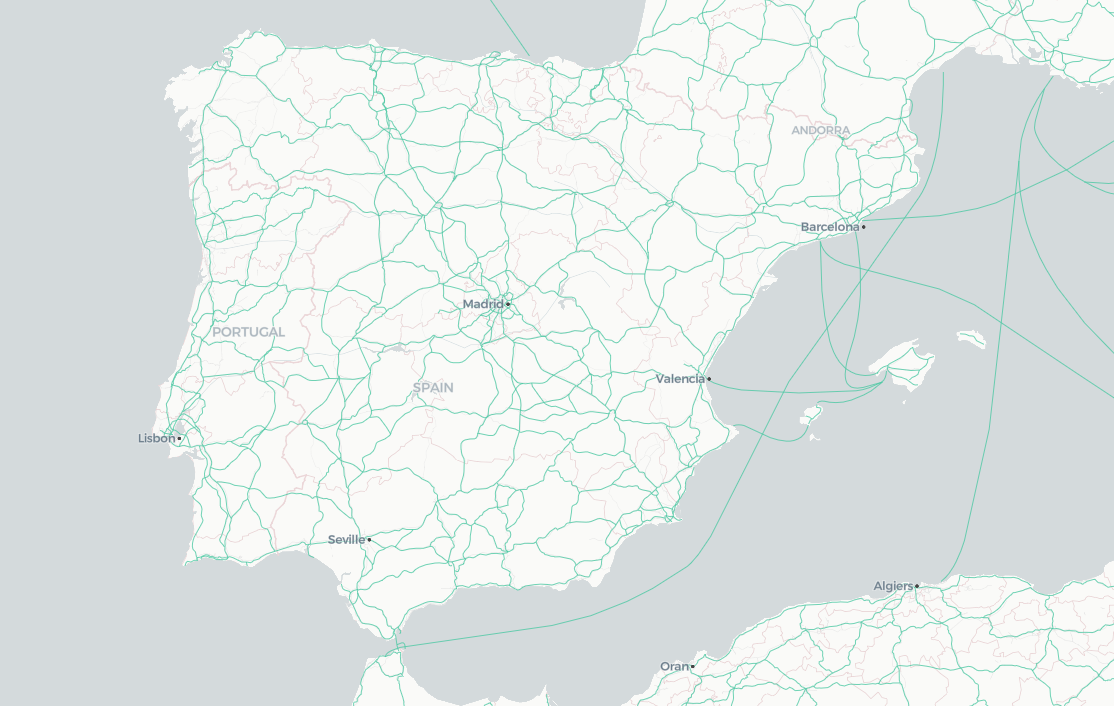 ANDORRA
Barcelona
Madrid
PORTUGAL
Valencia
SPAIN
Lisbon
Seville
Algiers
Oran